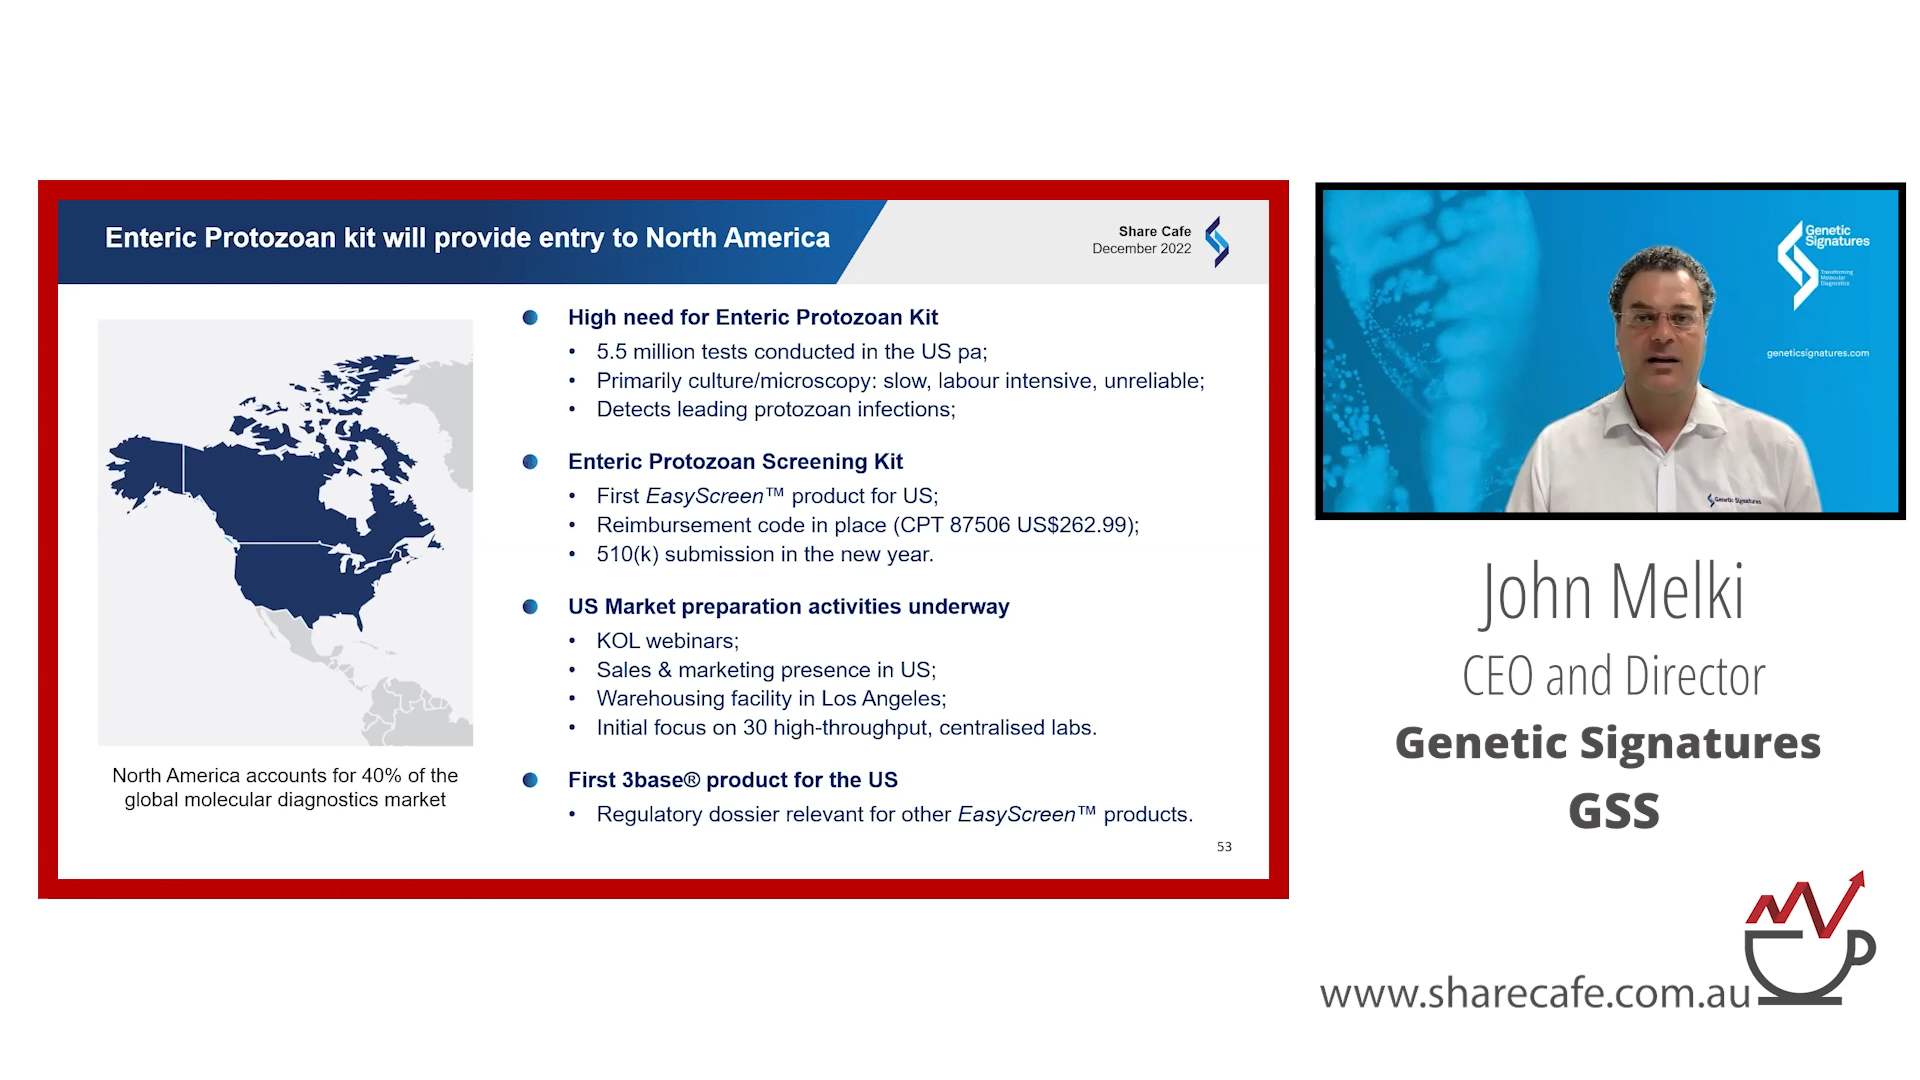 Enteric Protozoan kit will provide entry to North America
Share Cafe
December 2022
High need for Enteric Protozoan Kit
• 5.5 million tests conducted in the US pa;
• Primarily culture/microscopy: slow, labour intensive, unreliable;
• Detects leading protozoan infections;
Enteric Protozoan Screening Kit
• First EasyScreen™ product for US;
• Reimbursement code in place (CPT 87506 US$262.99);
• 510(k) submission in the new year.
US Market preparation activities underway
• KOL webinars;
• Sales & marketing presence in US;
• Warehousing facility in Los Angeles;
• Initial focus on 30 high-throughput, centralised labs.
First 3base® product for the US
• Regulatory dossier relevant for other EasyScreen™ products.
North America accounts for 40% of the
global molecular diagnostics market
53
Genetic
Signatures
Transforming
Molecular
Diagnostics
geneticsignatures.com
Genetic Signatures
John Melki
CEO and Director
Genetic Signatures
GSS
www.sharecafe.com.au